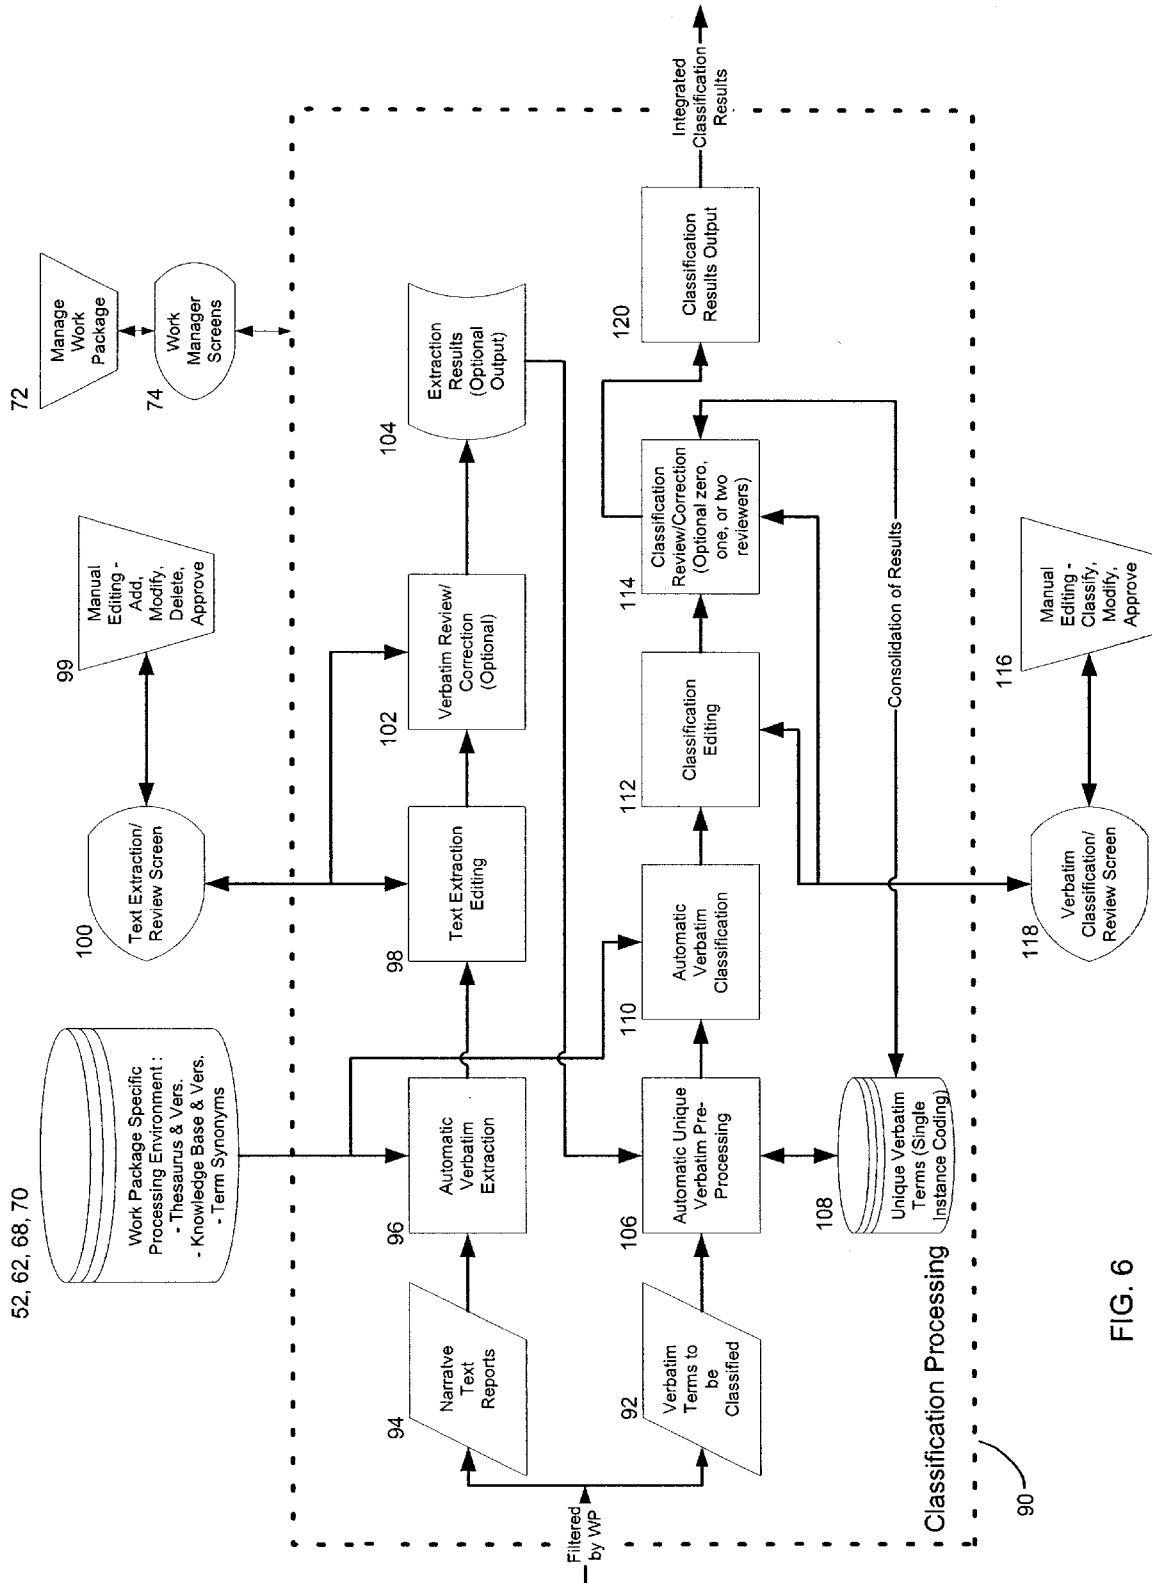 52, 62, 68, 70
Work Package Specific
Processing Environment :
- Thesaurus & Vers.
- Knowledge Base & Vers.
- Term Synonyms
100
Text Extraction/
Review Screen
99
Manual
Editing -
Add,
Modify,
Delete,
Approve
72
Manage
Work
Package
74
Work
Manager
Screens
Filtered
by WP
94
Narratve
Text
Reports
96
Automatic
Verbatim
Extraction
98
Text Extraction
Editing
102
Verbatim Review/
Correction
(Optional)
104
Extraction
Results
(Optional
Output)
92
Verbatim
Terms to
be
Classified
106
Automatic Unique
Verbatim Pre-
Processing
110
Automatic
Verbatim
Classification
112
Classification
Editing
114
Classification
Review/Correction
(Optional zero,
one, or two
reviewers)
120
Classification
Results Output
Integrated
Classification
Results
108
Unique Verbatim
Terms (Single
Instance Coding)
Consolidation of Results
Classification Processing
90
118
Verbatim
Classification/
Review Screen
116
Manual
Editing -
Classify,
Modify,
Approve
FIG. 6